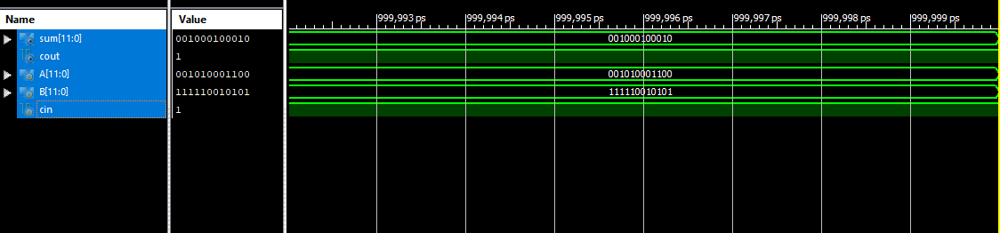 Name Value 999,993 ps 999,994 ps 999,995 ps 999,996 ps 999,997 ps 999,998 ps 999,999 ps
sum[11:0] 001000100010 001000100010
cout 1
A[11:0] 001010001100 001010001100
B[11:0] 111110010101 111110010101
cin 1